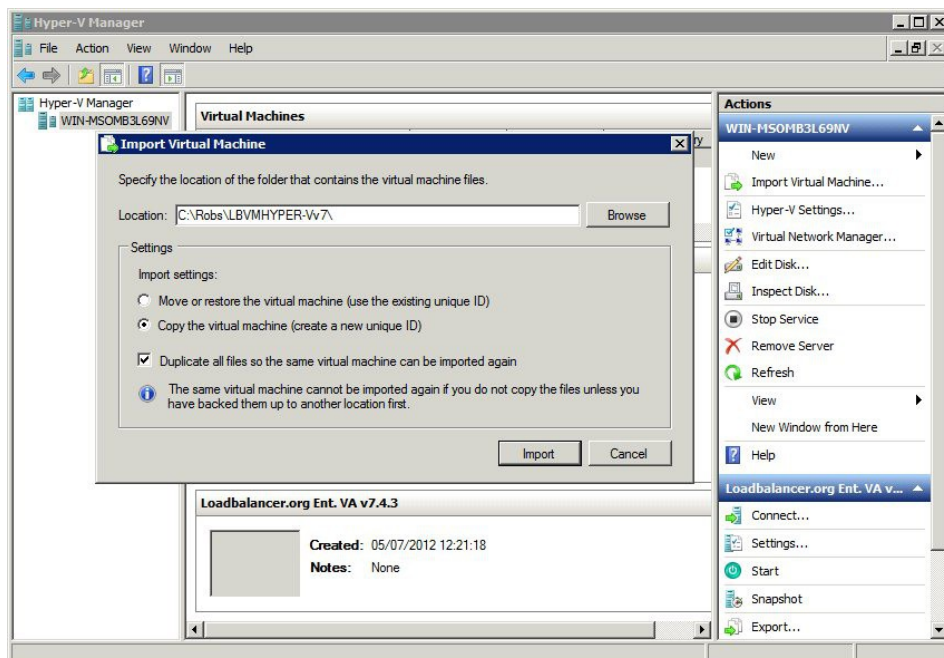 Hyper-V Manager
File Action View Window Help
Hyper-V Manager
WIN-MSOMB3L69NV
Virtual Machines
Import Virtual Machine
Specify the location of the folder that contains the virtual machine files.
Location: C:\Robs\LBVMHYPER-Vv7\
Browse
Settings
Import settings:
Move or restore the virtual machine (use the existing unique ID)
Copy the virtual machine (create a new unique ID)
Duplicate all files so the same virtual machine can be imported again
The same virtual machine cannot be imported again if you do not copy the files unless you
have backed them up to another location first.
Import Cancel
Loadbalancer.org Ent. VA v7.4.3
Created: 05/07/2012 12:21:18
Notes: None
Actions
WIN-MSOMB3L69NV
New
Import Virtual Machine...
Hyper-V Settings...
Virtual Network Manager...
Edit Disk...
Inspect Disk...
Stop Service
Remove Server
Refresh
View
New Window from Here
Help
Loadbalancer.org Ent. VA v...
Connect...
Settings...
Start
Snapshot
Export...